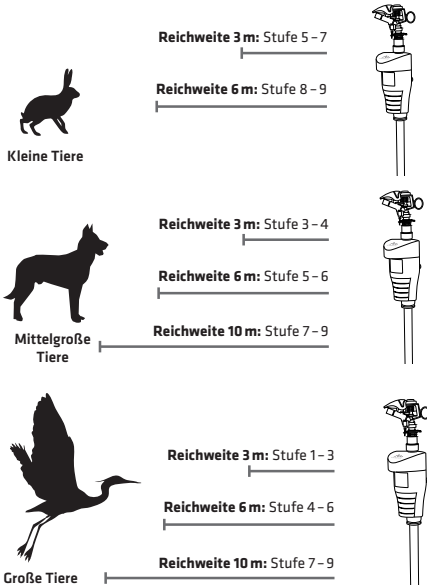 Reichweite 3 m: Stufe 5–7
Reichweite 6 m: Stufe 8–9
Kleine Tiere
Reichweite 3 m: Stufe 3–4
Reichweite 6 m: Stufe 5–6
Reichweite 10 m: Stufe 7–9
Mittelgroße
Tiere
Reichweite 3 m: Stufe 1–3
Reichweite 6 m: Stufe 4–6
Reichweite 10 m: Stufe 7–9
Große Tiere